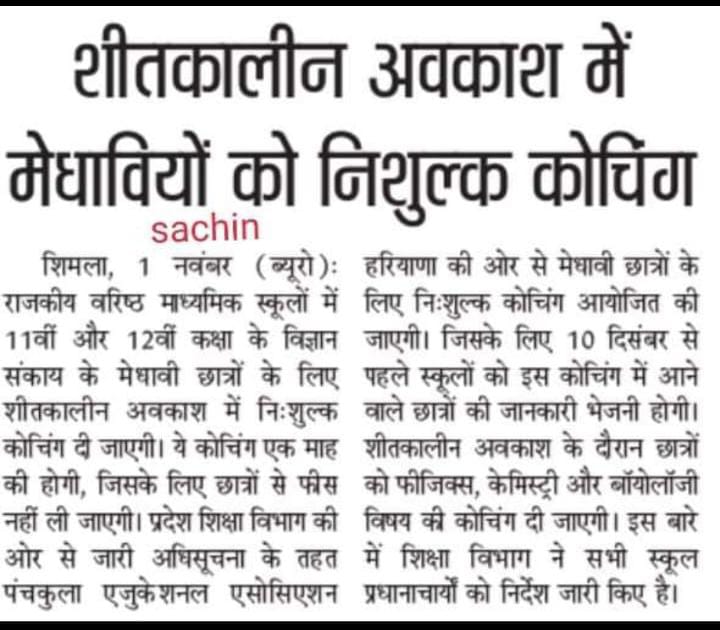 शीतकालीन अवकाश में
मेधावियों को निशुल्क कोचिंग
sachin
शिमला, 1 नवंबर (ब्यूरो):
राजकीय वरिष्ठ माध्यमिक स्कूलों में
11वीं और 12वीं कक्षा के विज्ञान
संकाय के मेधावी छात्रों के लिए
शीतकालीन अवकाश में निःशुल्क
कोचिंग दी जाएगी। ये कोचिंग एक माह
की होगी, जिसके लिए छात्रों से फीस
नहीं ली जाएगी। प्रदेश शिक्षा विभाग की
ओर से जारी अधिसूचना के तहत
पंचकुला एजुकेशनल एसोसिएशन
हरियाणा की ओर से मेधावी छात्रों के
लिए निःशुल्क कोचिंग आयोजित की
जाएगी। जिसके लिए 10 दिसंबर से
पहले स्कूलों को इस कोचिंग में आने
वाले छात्रों की जानकारी भेजनी होगी।
शीतकालीन अवकाश के दौरान छात्रों
को फीजिक्स, केमिस्ट्री और बॉयोलॉजी
विषय की कोचिंग दी जाएगी। इस बारे
में शिक्षा विभाग ने सभी स्कूल
प्रधानाचार्यों को निर्देश जारी किए है।